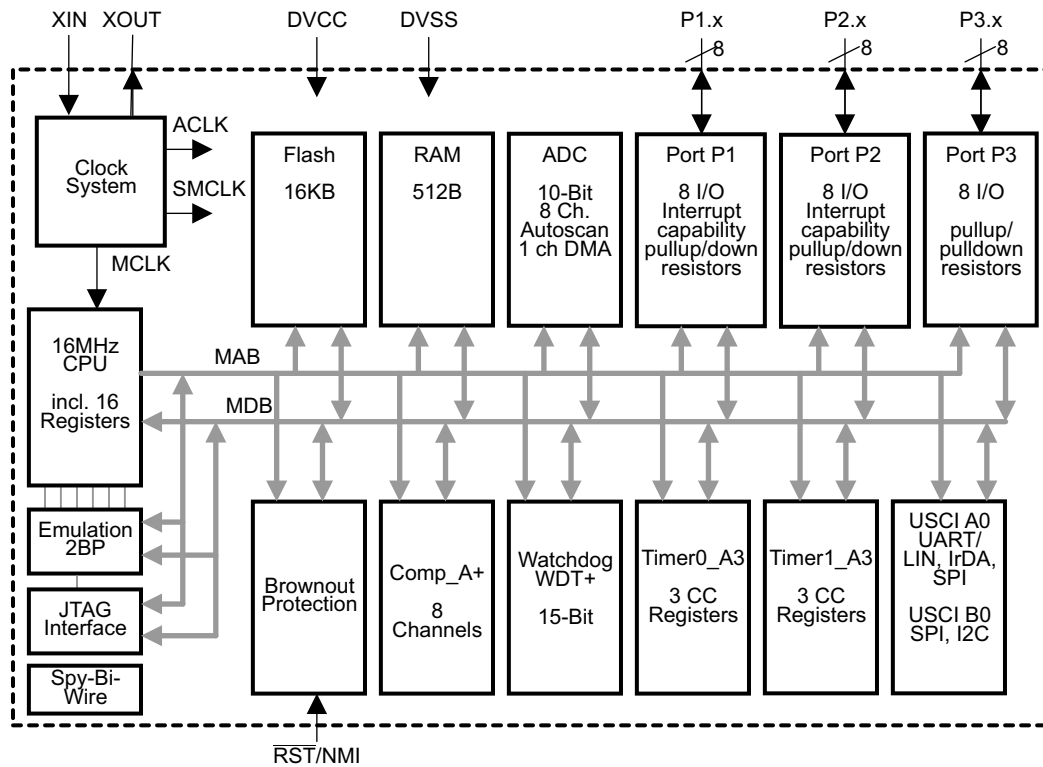 XIN
XOUT
DVCC
DVSS
P1.x
P2.x
P3.x
8
8
8
Clock
System
ACLK
SMCLK
MCLK
Flash
16KB
RAM
512B
ADC
10-Bit
8 Ch.
Autoscan
1 ch DMA
Port P1
8 I/O
Interrupt
capability
pullup/down
resistors
Port P2
8 I/O
Interrupt
capability
pullup/down
resistors
Port P3
8 I/O
pullup/
pulldown
resistors
16MHz
CPU
incl. 16
Registers
MAB
MDB
Emulation
2BP
JTAG
Interface
Spy-Bi-
Wire
Brownout
Protection
Comp_A+
8
Channels
Watchdog
WDT+
15-Bit
Timer0_A3
3 CC
Registers
Timer1_A3
3 CC
Registers
USCI A0
UART/
LIN, IrDA,
SPI
USCI B0
SPI, I2C
RST/NMI